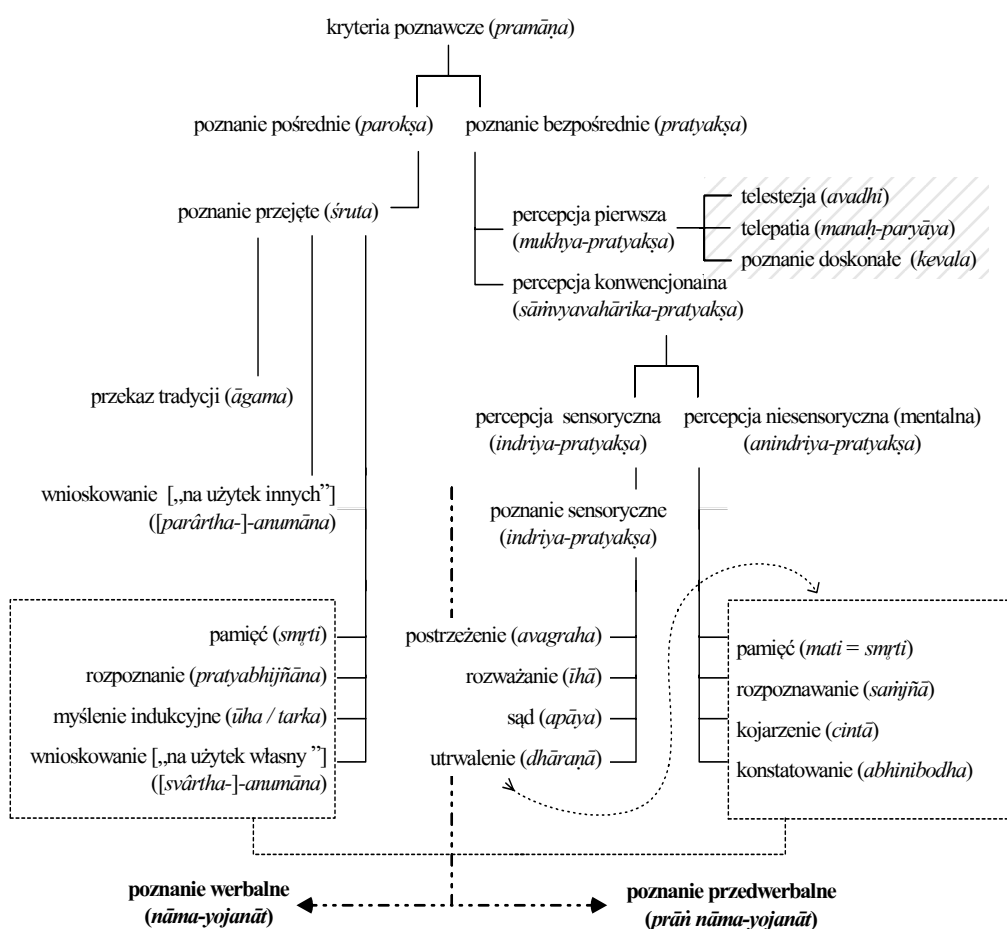 kryteria poznawcze (pramāṇa)
poznanie pośrednie (parokṣa)
poznanie bezpośrednie (pratyakṣa)
poznanie przejęte (śruta)
percepcja pierwsza
(mukhya-pratyakṣa)
telestezja (avadhi)
telepatia (manaḥ-paryāya)
poznanie doskonałe (kevala)
percepcja konwencjonalna
(sāṁvyavahārika-pratyakṣa)
przekaz tradycji (āgama)
percepcja sensoryczna
(indriya-pratyakṣa)
percepcja niesensoryczna (mentalna)
(anindriya-pratyakṣa)
wnioskowanie [„na użytek innych”]
([parârtha-]-anumāna)
poznanie sensoryczne
(indriya-pratyakṣa)
pamięć (smṛti)
rozpoznanie (pratyabhijñāna)
myślenie indukcyjne (ūha / tarka)
wnioskowanie [„na użytek własny ”]
([svârtha-]-anumāna)
postrzeżenie (avagraha)
rozważanie (īhā)
sąd (apāya)
utrwalenie (dhāraṇā)
pamięć (mati = smṛti)
rozpoznawanie (saṁjñā)
kojarzenie (cintā)
konstatowanie (abhinibodha)
poznanie werbalne
(nāma-yojanāt)
poznanie przedwerbalne
(prāṅ nāma-yojanāt)